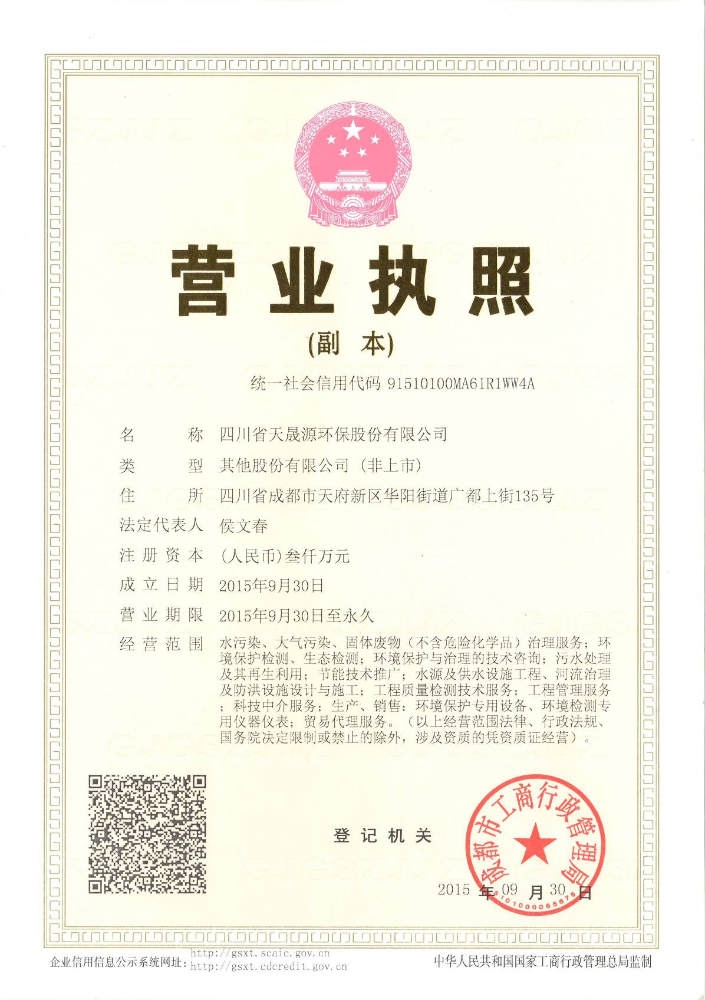 营业执照
(副 本)
统一社会信用代码 91510100MA61R1WW4A
名称 四川省天晟源环保股份有限公司
类型 其他股份有限公司 (非上市)
住所 四川省成都市天府新区华阳街道广都上街135号
法定代表人 侯文春
注册资本 (人民币)叁仟万元
成立日期 2015年9月30日
营业期限 2015年9月30日至永久
经营范围 水污染、大气污染、固体废物（不含危险化学品）治理服务；环
境保护检测、生态检测；环境保护与治理的技术咨询；污水处理
及其再生利用；节能技术推广；水源及供水设施工程、河流治理
及防洪设施设计与施工；工程质量检测技术服务；工程管理服务
；科技中介服务；生产、销售：环境保护专用设备、环境检测专
用仪器仪表；贸易代理服务。（以上经营范围法律、行政法规、
国务院决定限制或禁止的除外，涉及资质的凭资质证经营）。
成都市工商行政管理局
登记机关
2015 年 09 月 30 日
5101000065675
企业信用信息公示系统网址：
http://gsxt.scaic.gov.cn
http://gsxt.cdcredit.gov.cn
中华人民共和国国家工商行政管理总局监制